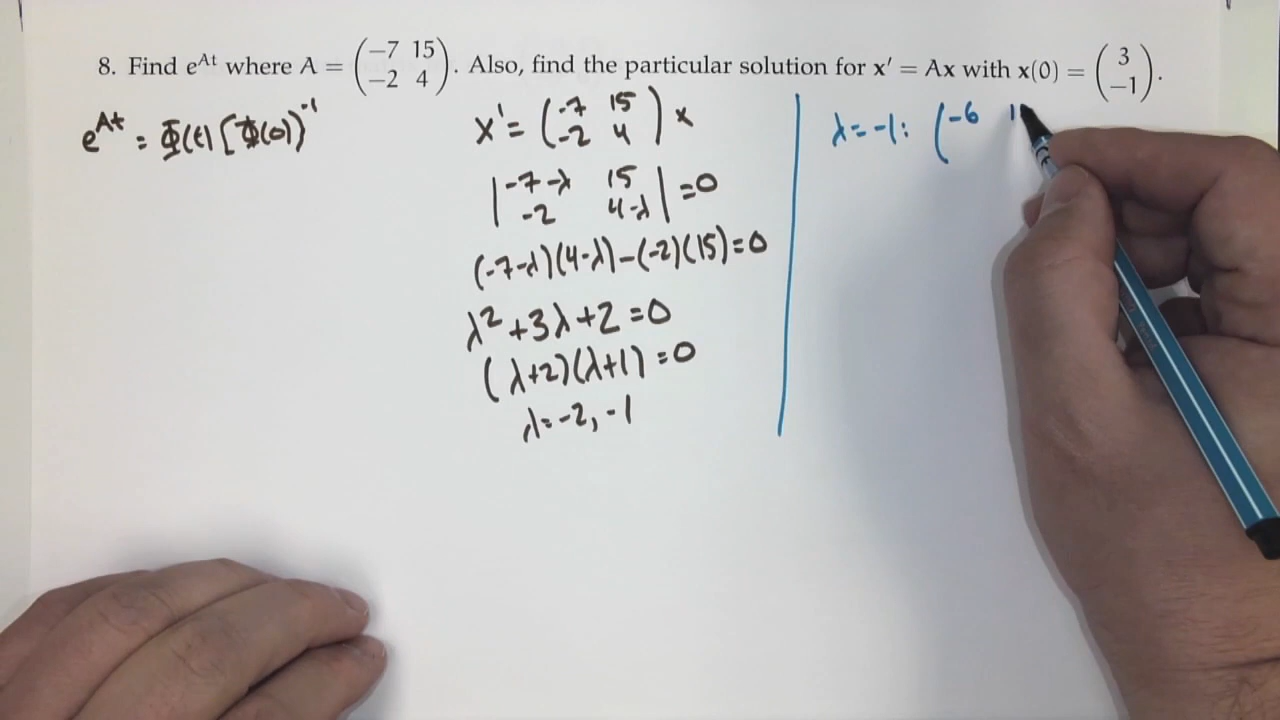 8. Find e^{At} where A = (−7 15
−2 4). Also, find the particular solution for x′ = Ax with x(0) = (3
−1).
e^{At} = Φ(t)[Φ(0)]^{-1}
x' = (-7 15
-2 4) x
|-7-λ 15
-2 4-λ| = 0
(-7-λ)(4-λ)-(-2)(15)=0
λ²+3λ+2=0
(λ+2)(λ+1)=0
λ=-2,-1
λ=-1: (-6